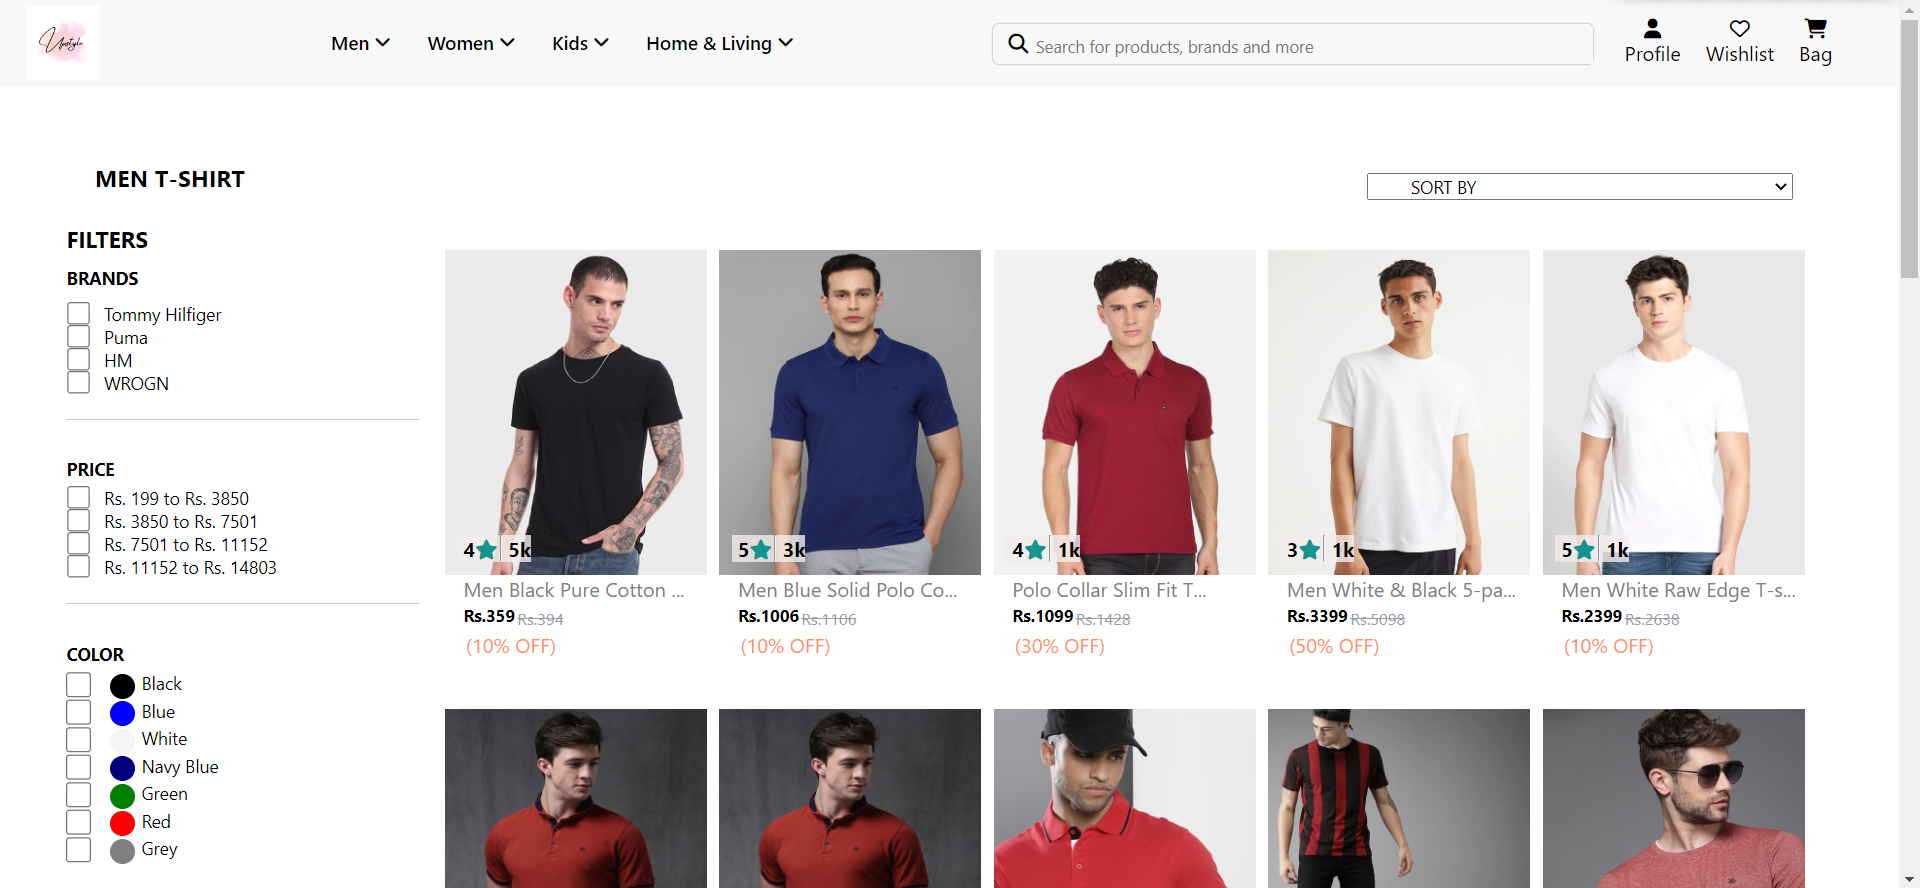 Upstyla
Men Women Kids Home & Living
Search for products, brands and more
Profile Wishlist Bag
MEN T-SHIRT
SORT BY
FILTERS
BRANDS
Tommy Hilfiger
Puma
HM
WROGN
PRICE
Rs. 199 to Rs. 3850
Rs. 3850 to Rs. 7501
Rs. 7501 to Rs. 11152
Rs. 11152 to Rs. 14803
COLOR
Black
Blue
White
Navy Blue
Green
Red
Grey
4 5k
Men Black Pure Cotton ...
Rs.359 Rs.394
(10% OFF)
5 3k
Men Blue Solid Polo Co...
Rs.1006 Rs.1106
(10% OFF)
4 1k
Polo Collar Slim Fit T...
Rs.1099 Rs.1428
(30% OFF)
3 1k
Men White & Black 5-pa...
Rs.3399 Rs.5098
(50% OFF)
5 1k
Men White Raw Edge T-s...
Rs.2399 Rs.2638
(10% OFF)